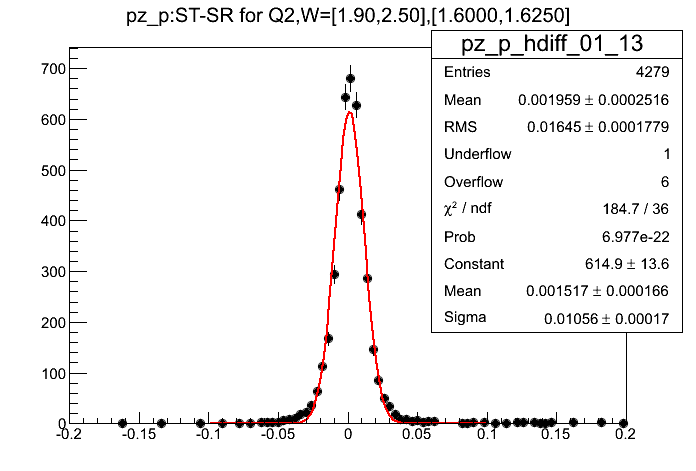 pz_p:ST-SR for Q2,W=[1.90,2.50],[1.6000,1.6250]
pz_p_hdiff_01_13
Entries 4279
Mean 0.001959 ± 0.0002516
RMS 0.01645 ± 0.0001779
Underflow 1
Overflow 6
χ² / ndf 184.7 / 36
Prob 6.977e-22
Constant 614.9 ± 13.6
Mean 0.001517 ± 0.000166
Sigma 0.01056 ± 0.00017
700
600
500
400
300
200
100
0
-0.2 -0.15 -0.1 -0.05 0 0.05 0.1 0.15 0.2